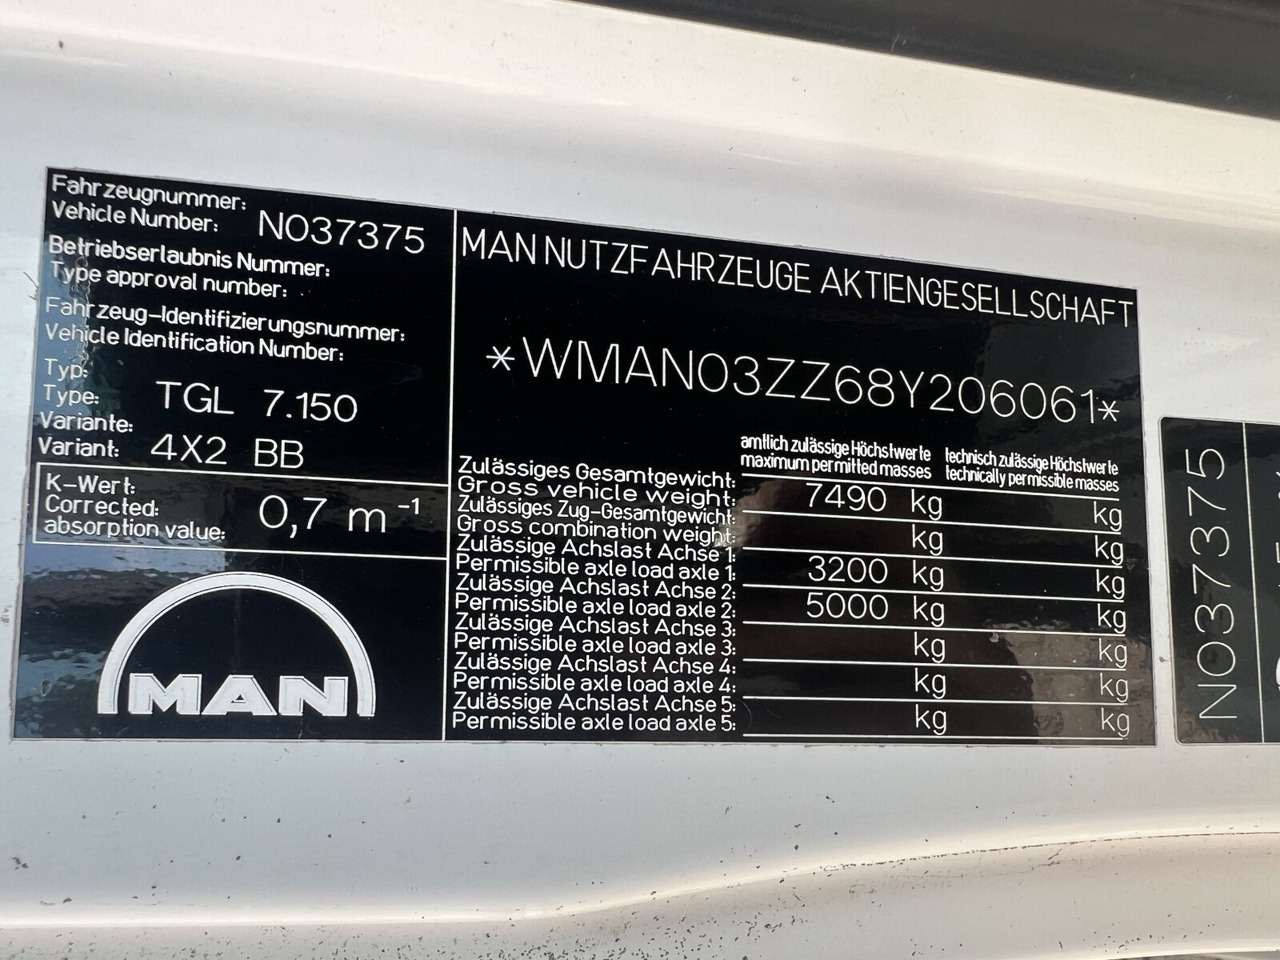 Fahrzeugnummer:
Vehicle Number: N037375
Betriebserlaubnis Nummer:
Type approval number:
Fahrzeug-Identifizierungsnummer:
Vehicle Identification Number:
Typ:
Type: TGL 7.150
Variante:
Variant: 4X2 BB
K-Wert:
Corrected:
absorption value: 0,7 m⁻¹
MAN
MAN NUTZFAHRZEUGE AKTIENGESELLSCHAFT
*WMAN03ZZ68Y206061*
amtlich zulässige Höchstwerte technisch zulässige Höchstwerte
maximum permitted masses technically permissible masses
Zulässiges Gesamtgewicht:
Gross vehicle weight: 7490 kg kg
Zulässiges Zug-Gesamtgewicht:
Gross combination weight: kg kg
Zulässige Achslast Achse 1:
Permissible axle load axle 1: 3200 kg kg
Zulässige Achslast Achse 2:
Permissible axle load axle 2: 5000 kg kg
Zulässige Achslast Achse 3:
Permissible axle load axle 3: kg kg
Zulässige Achslast Achse 4:
Permissible axle load axle 4: kg kg
Zulässige Achslast Achse 5:
Permissible axle load axle 5: kg kg
N037375